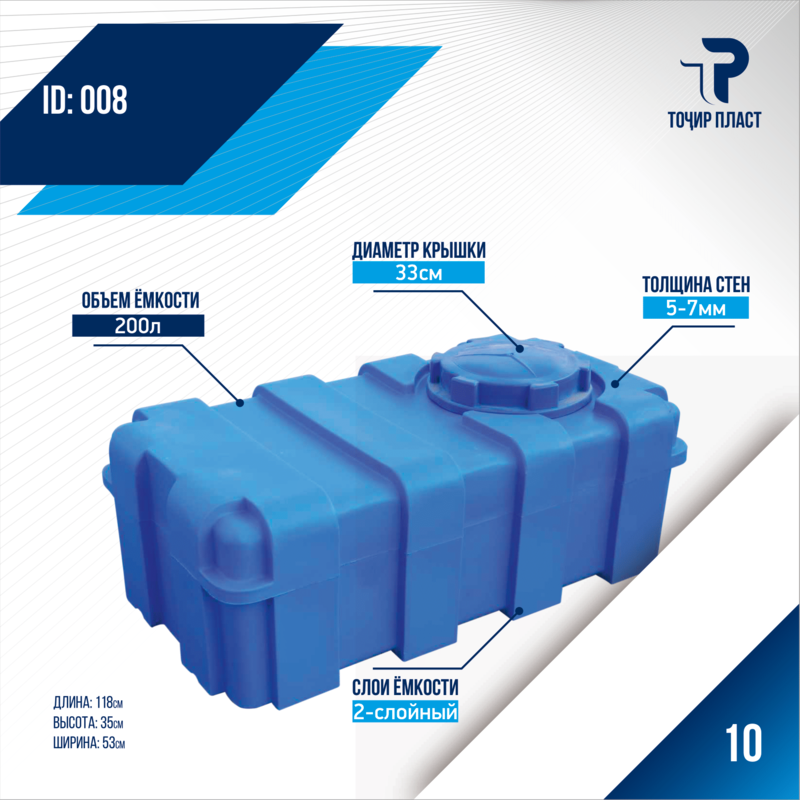 ID: 008
ТОҶИР ПЛАСТ
ДИАМЕТР КРЫШКИ
33см
ТОЛЩИНА СТЕН
5-7мм
ОБЪЕМ ЁМКОСТИ
200л
СЛОИ ЁМКОСТИ
2-слойный
ДЛИНА: 118см
ВЫСОТА: 35см
ШИРИНА: 53см
10